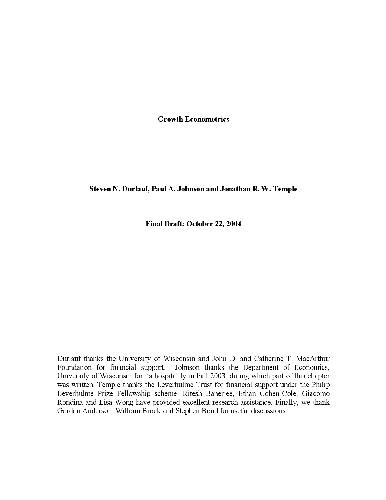 Growth Econometrics
Steven N. Durlauf, Paul A. Johnson and Jonathan R. W. Temple
Final Draft: October 22, 2004
Durlauf thanks the University of Wisconsin and John D. and Catherine T. MacArthur
Foundation for financial support. Johnson thanks the Department of Economics,
University of Wisconsin for its hospitality in Fall 2003, during which part of this chapter
was written. Temple thanks the Leverhulme Trust for financial support under the Philip
Leverhulme Prize Fellowship scheme. Ritesh Banerjee, Ethan Cohen-Cole, Giacomo
Rondina and Lisa Wong have provided excellent research assistance. Finally, we thank
Gordon Anderson, William Brock and Stephen Bond for useful discussions.